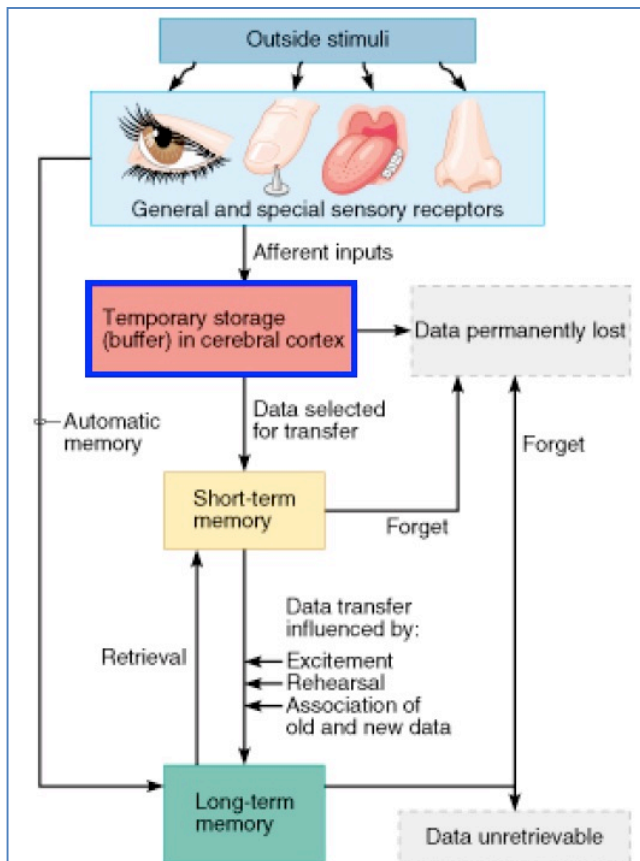 Outside stimuli
General and special sensory receptors
Afferent inputs
Temporary storage
(buffer) in cerebral cortex
Data permanently lost
Data selected
for transfer
Automatic
memory
Forget
Short-term
memory
Forget
Data transfer
influenced by:
Retrieval
Excitement
Rehearsal
Association of
old and new data
Long-term
memory
Data unretrievable